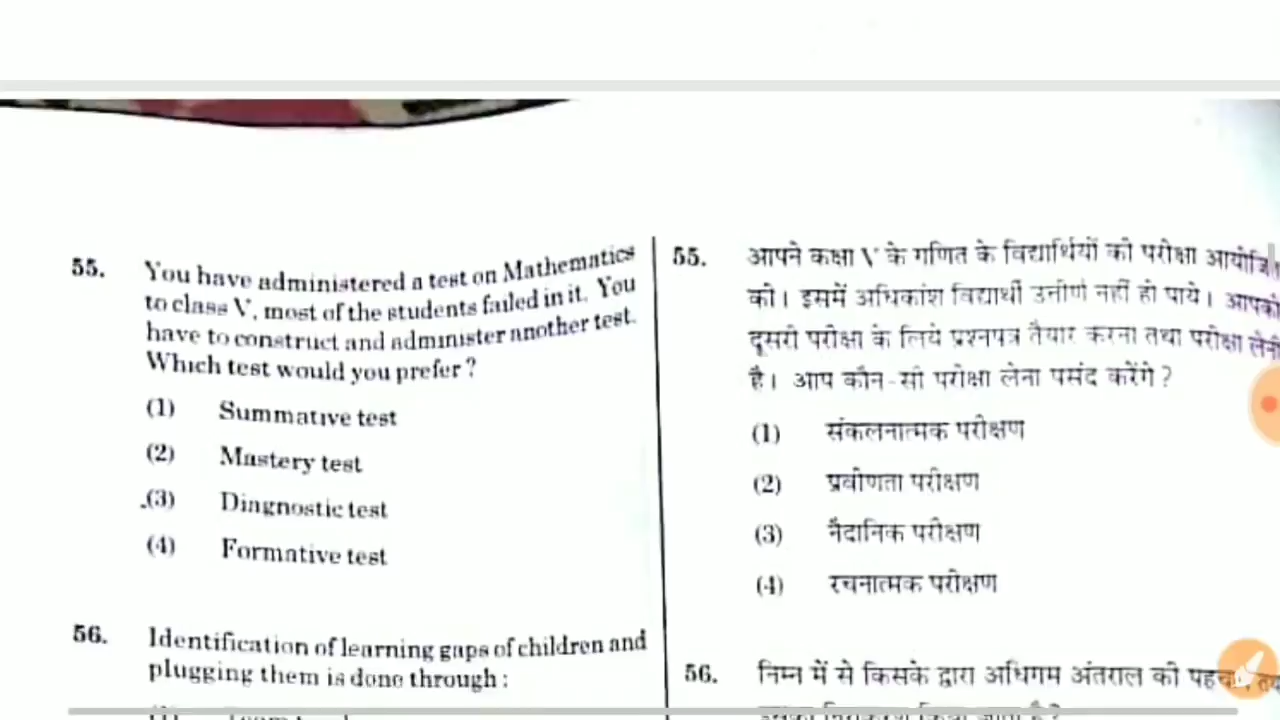 55. You have administered a test on Mathematics
to class V, most of the students failed in it. You
have to construct and administer another test.
Which test would you prefer?
(1) Summative test
(2) Mastery test
(3) Diagnostic test
(4) Formative test
56. Identification of learning gaps of children and
plugging them is done through :
55. आपने कक्षा V के गणित के विद्यार्थियों की परीक्षा
की। इसमें अधिकांश विद्यार्थी उत्तीर्ण नहीं हो पाये। आपको
दूसरी परीक्षा के लिये प्रश्नपत्र तैयार करना तथा परीक्षा लेनी
है। आप कौन-सी परीक्षा लेना पसंद करेंगे?
(1) संकलनात्मक परीक्षण
(2) प्रवीणता परीक्षण
(3) नैदानिक परीक्षण
(4) रचनात्मक परीक्षण
56. निम्न में से किसके द्वारा अधिगम अंतराल की